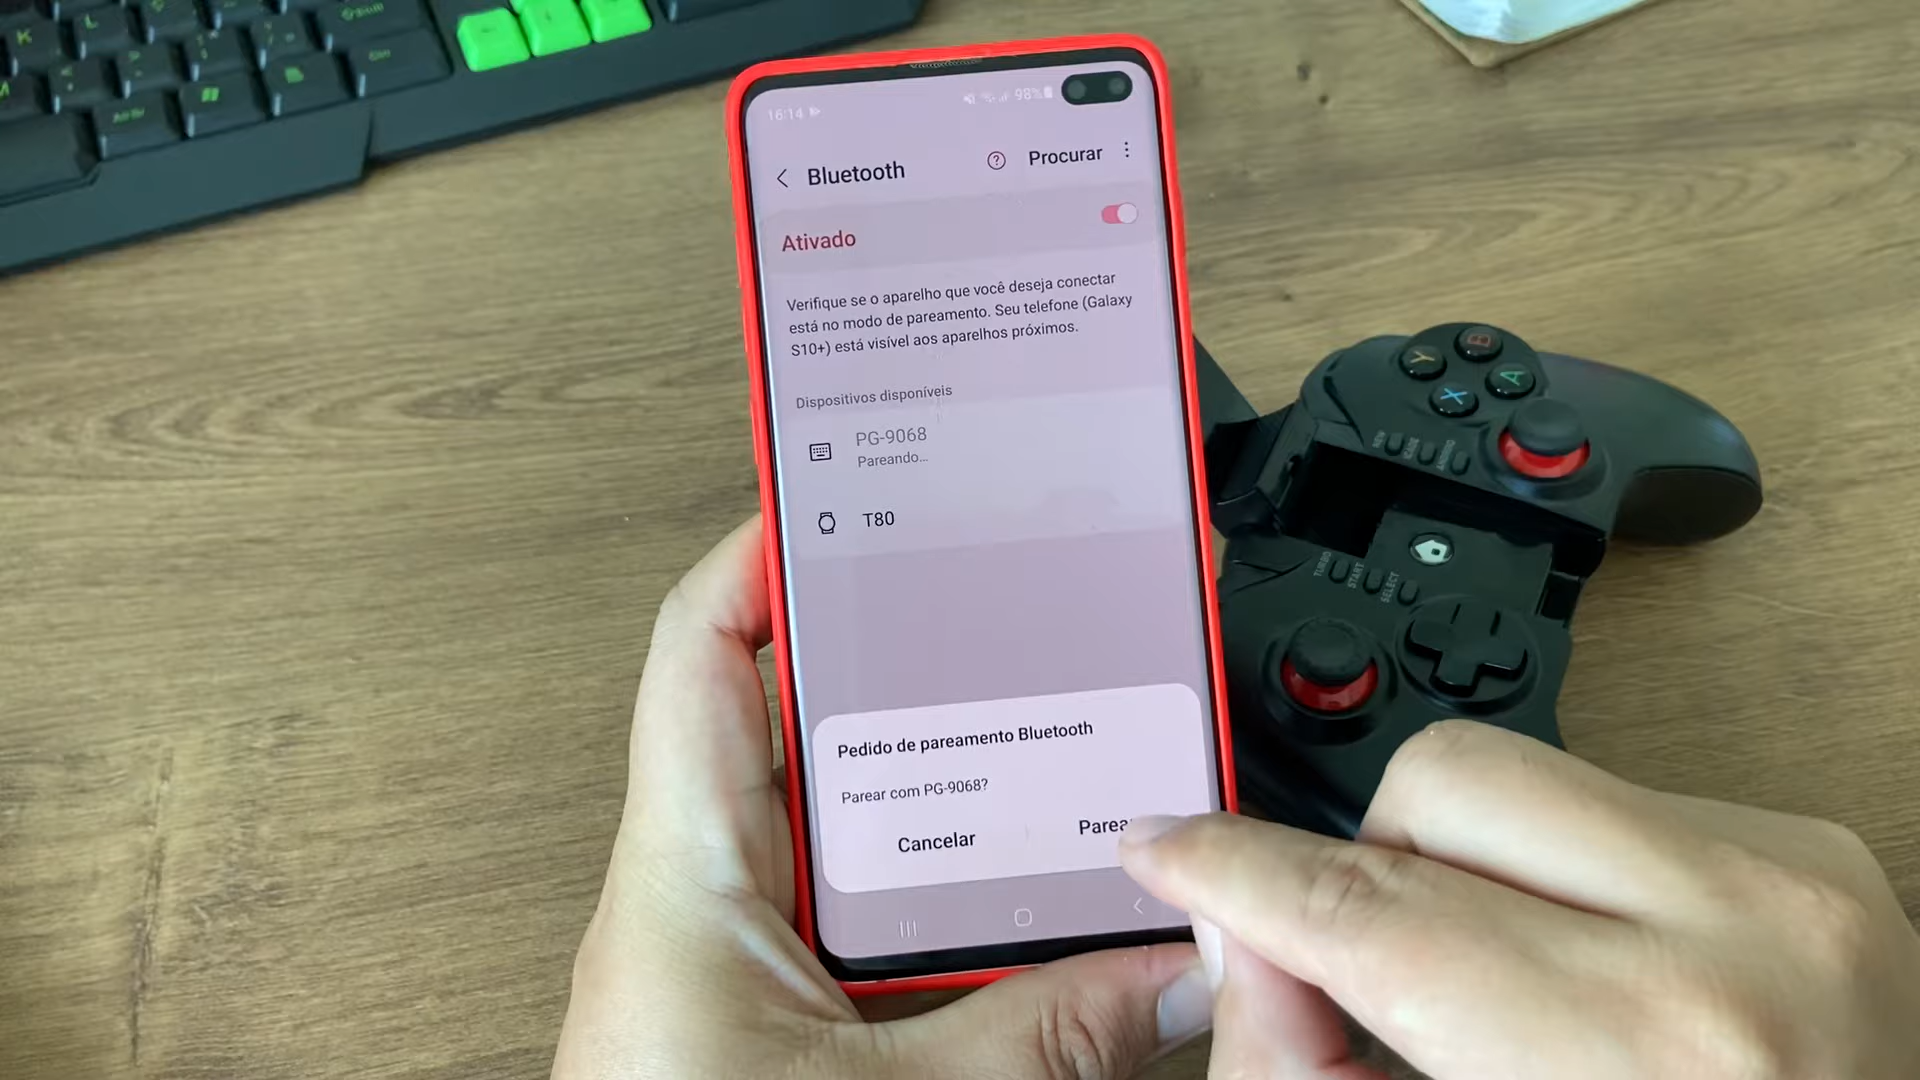 16:14
98%
Bluetooth
Procurar
Ativado
Verifique se o aparelho que você deseja conectar
está no modo de pareamento. Seu telefone (Galaxy
S10+) está visível aos aparelhos próximos.
Dispositivos disponíveis
PG-9068
Pareando...
T80
Pedido de pareamento Bluetooth
Parear com PG-9068?
Cancelar
Parea
Y
B
A
X
TURBO
START
SELECT
K
L